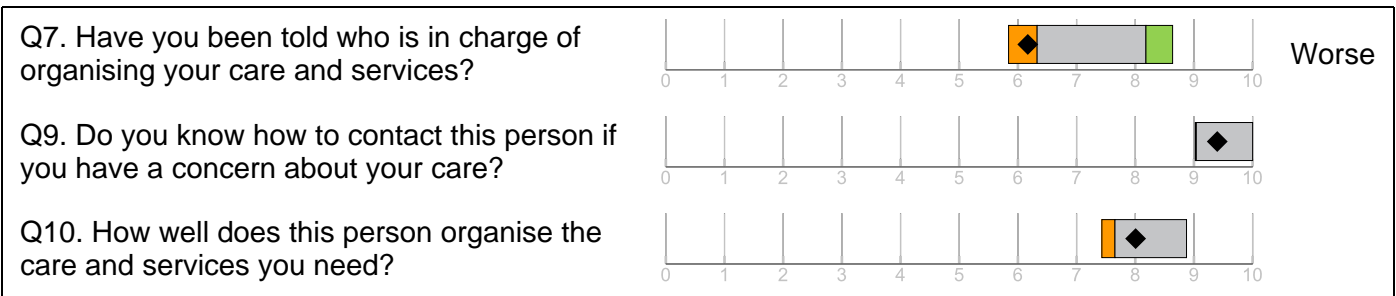 Q7. Have you been told who is in charge of
organising your care and services?
Worse
0 1 2 3 4 5 6 7 8 9 10
Q9. Do you know how to contact this person if
you have a concern about your care?
0 1 2 3 4 5 6 7 8 9 10
Q10. How well does this person organise the
care and services you need?
0 1 2 3 4 5 6 7 8 9 10